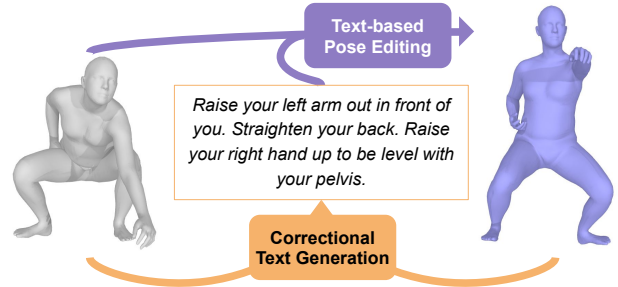 Text-based
Pose Editing
Raise your left arm out in front of
you. Straighten your back. Raise
your right hand up to be level with
your pelvis.
Correctional
Text Generation